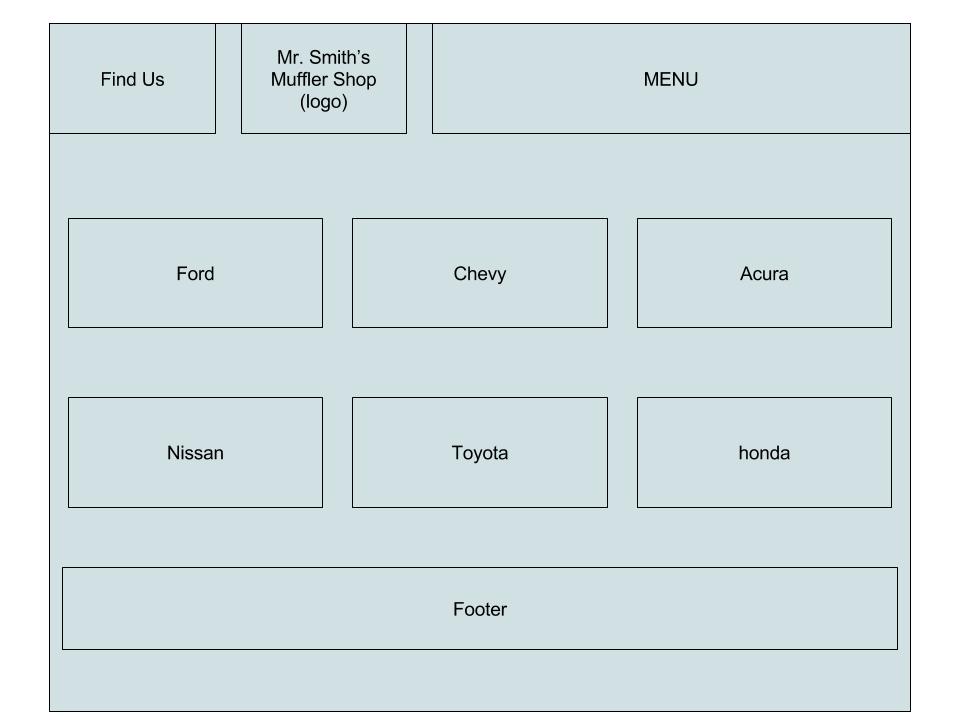 Find Us
Mr. Smith’s
Muffler Shop
(logo)
MENU
Ford
Chevy
Acura
Nissan
Toyota
honda
Footer